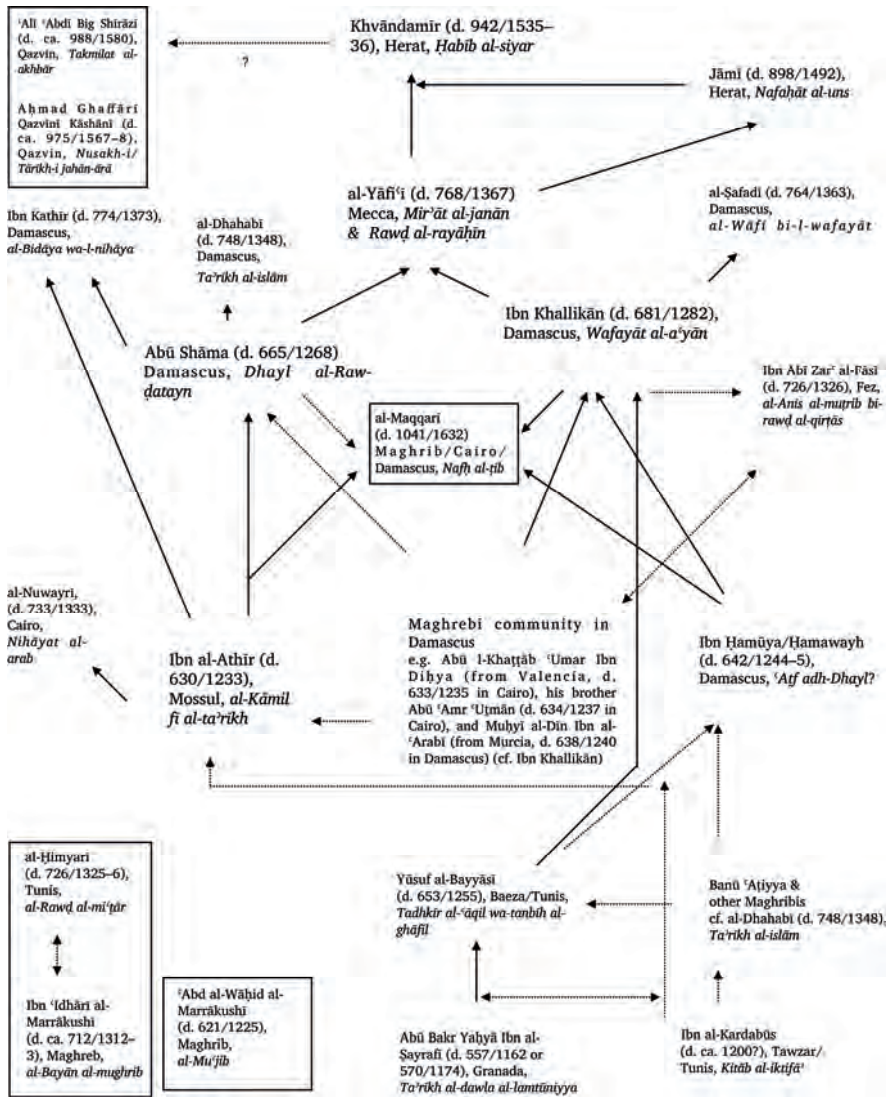 ʿAlī ʿAbdī Big Shīrāzī
(d. ca. 988/1580),
Qazvin, Takmilat al-
akhbār
Aḥmad Ghaffārī
Qazvīnī Kāshānī (d.
ca. 975/1567–8),
Qazvin, Nusakh-i/
Tārīkh-i jahān-ārā
?
Khvāndamīr (d. 942/1535–
36), Herat, Ḥabīb al-siyar
Jāmī (d. 898/1492),
Herat, Nafaḥāt al-uns
al-Yāfiʿī (d. 768/1367)
Mecca, Mirʾāt al-janān
& Rawḍ al-rayāḥīn
al-Ṣafadī (d. 764/1363),
Damascus,
al-Wāfī bi-l-wafayāt
Ibn Kathīr (d. 774/1373),
Damascus,
al-Bidāya wa-l-nihāya
al-Dhahabī
(d. 748/1348),
Damascus,
Taʾrīkh al-islām
Ibn Khallikān (d. 681/1282),
Damascus, Wafayāt al-aʿyān
Abū Shāma (d. 665/1268)
Damascus, Dhayl al-Raw-
ḍatayn
Ibn Abī Zarʿ al-Fāsī
(d. 726/1326), Fez,
al-Anīs al-muṭrib bi-
rawḍ al-qirṭās
al-Maqqarī
(d. 1041/1632)
Maghrib/Cairo/
Damascus, Nafḥ al-ṭīb
al-Nuwayrī,
(d. 733/1333),
Cairo,
Nihāyat al-
arab
Ibn al-Athīr (d.
630/1233),
Mossul, al-Kāmil
fī al-taʾrīkh
Maghrebi community in
Damascus
e.g. Abū l-Khaṭṭāb ʿUmar Ibn
Diḥya (from Valencia, d.
633/1235 in Cairo), his brother
Abū ʿAmr ʿUṯmān (d. 634/1237 in
Cairo), and Muḥyī al-Dīn Ibn al-
ʿArabī (from Murcia, d. 638/1240
in Damascus) (cf. Ibn Khallikān)
Ibn Ḥamūya/Ḥamawayh
(d. 642/1244–5),
Damascus, ʿAṭf adh-Dhayl?
al-Ḥimyarī
(d. 726/1325–6),
Tunis,
al-Rawḍ al-miʿṭār
Ibn ʿIdhārī al-
Marrākushī
(d. ca. 712/1312–
3), Maghreb,
al-Bayān al-mughrib
ʿAbd al-Wāḥid al-
Marrākushī
(d. 621/1225),
Maghrib,
al-Muʿjib
Yūsuf al-Bayyāsī
(d. 653/1255), Baeza/Tunis,
Tadhkīr al-ʿāqil wa-tanbīh al-
ghāfil
Banū ʿAṭiyya &
other Maghribis
cf. al-Dhahabī (d. 748/1348),
Taʾrīkh al-islām
Abū Bakr Yaḥyā Ibn al-
Ṣayrafī (d. 557/1162 or
570/1174), Granada,
Taʾrīkh al-dawla al-lamtūniyya
Ibn al-Kardabūs
(d. ca. 1200?), Tawzar/
Tunis, Kitāb al-iktifāʾ